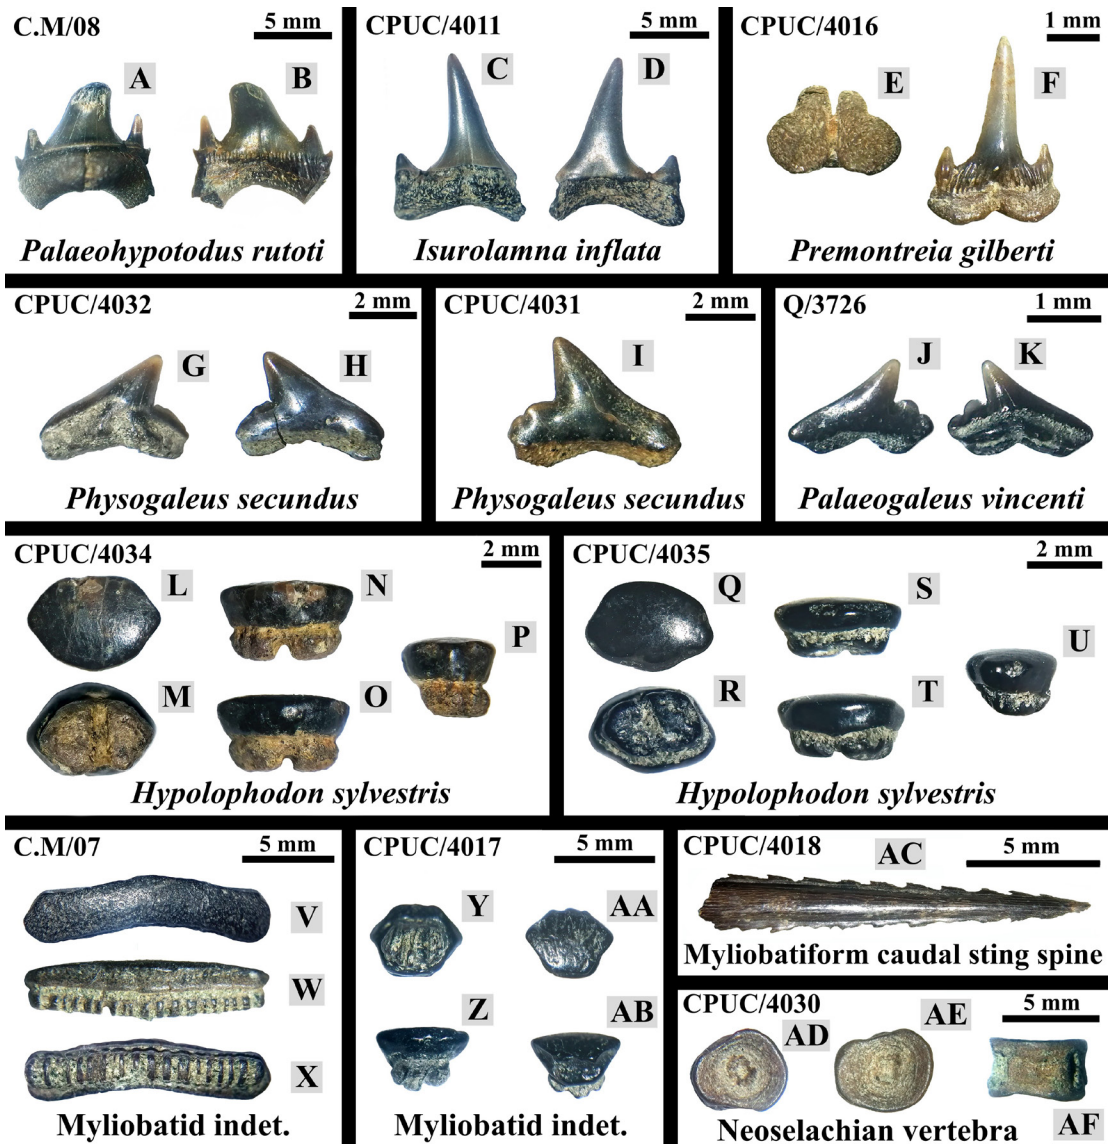 C.M/08
5 mm
A
B
Palaeohypotodus rutoti
CPUC/4011
5 mm
C
D
Isurolamna inflata
CPUC/4016
1 mm
E
F
Premontreia gilberti
CPUC/4032
2 mm
G
H
Physogaleus secundus
CPUC/4031
2 mm
I
Physogaleus secundus
Q/3726
1 mm
J
K
Palaeogaleus vincenti
CPUC/4034
2 mm
L
N
P
M
O
Hypolophodon sylvestris
CPUC/4035
2 mm
Q
S
U
R
T
Hypolophodon sylvestris
C.M/07
5 mm
V
W
X
Myliobatid indet.
CPUC/4017
5 mm
Y
AA
Z
AB
Myliobatid indet.
CPUC/4018
AC
5 mm
Myliobatiform caudal sting spine
CPUC/4030
5 mm
AD
AE
AF
Neoselachian vertebra